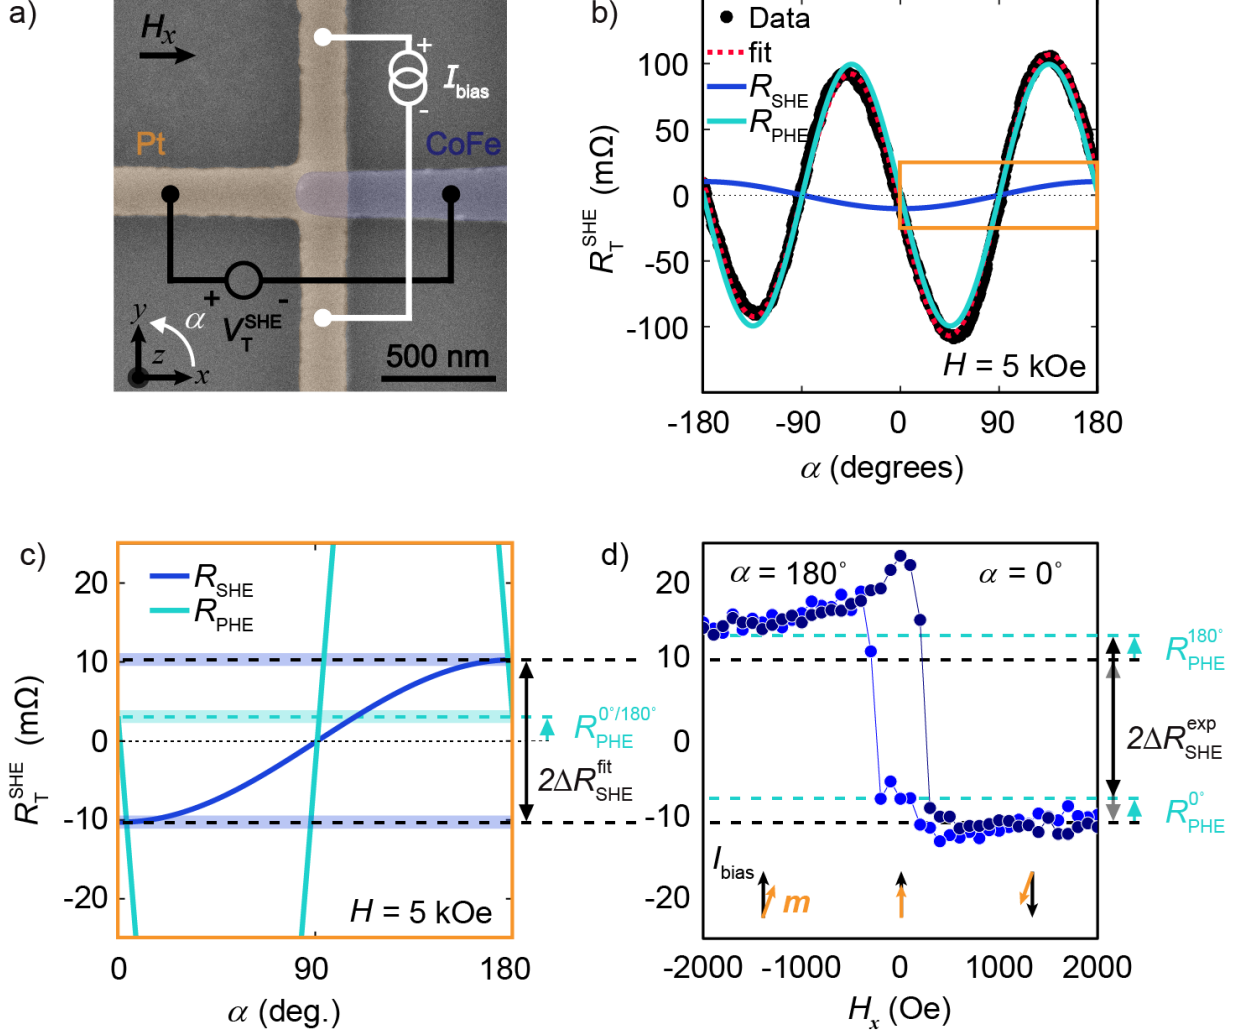 a)
H_x
+
I_bias
-
Pt
CoFe
+ -
V_T^SHE
y
α
z
x
500 nm
b)
Data
fit
R_SHE
R_PHE
100
50
0
-50
-100
R_T^SHE (mΩ)
H = 5 kOe
-180 -90 0 90 180
α (degrees)
c)
R_SHE
R_PHE
20
10
0
-10
-20
R_T^SHE (mΩ)
R_PHE^0°/180°
2ΔR_SHE^fit
H = 5 kOe
0 90 180
α (deg.)
d)
α = 180° α = 0°
20
10
0
-10
-20
R_PHE^180°
2ΔR_SHE^exp
R_PHE^0°
I_bias
m
-2000 -1000 0 1000 2000
H_x (Oe)